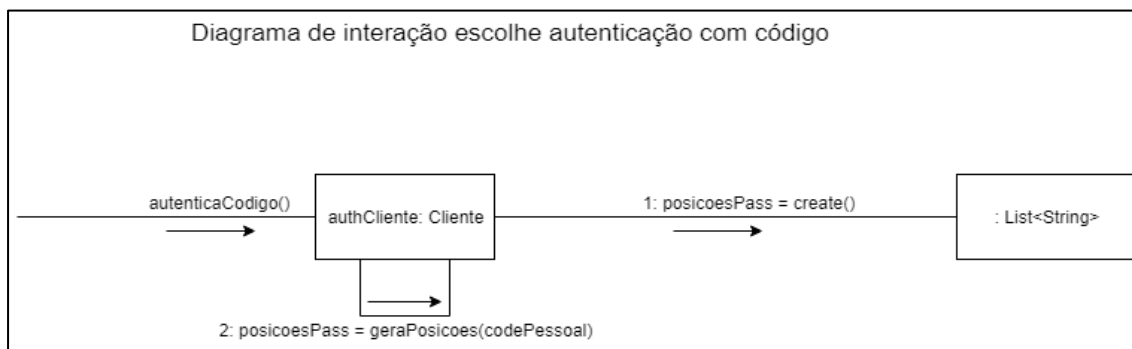 Diagrama de interação escolhe autenticação com código
autenticaCodigo()
authCliente: Cliente
1: posicoesPass = create()
: List<String>
2: posicoesPass = geraPosicoes(codePessoal)